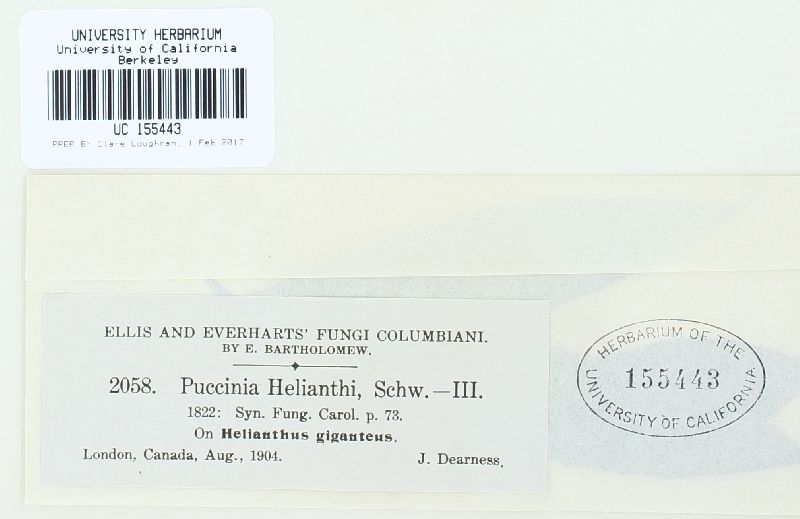 UNIVERSITY HERBARIUM
University of California
Berkeley
UC 155443
PREP BY Clare Loughran, 1 Feb 2017
ELLIS AND EVERHARTS' FUNGI COLUMBIANI.
BY E. BARTHOLOMEW.
2058. Puccinia Helianthi, Schw.—III.
1822: Syn. Fung. Carol. p. 73.
On Helianthus giganteus.
London, Canada, Aug., 1904. J. Dearness.
HERBARIUM OF THE
155443
UNIVERSITY OF CALIFORNIA